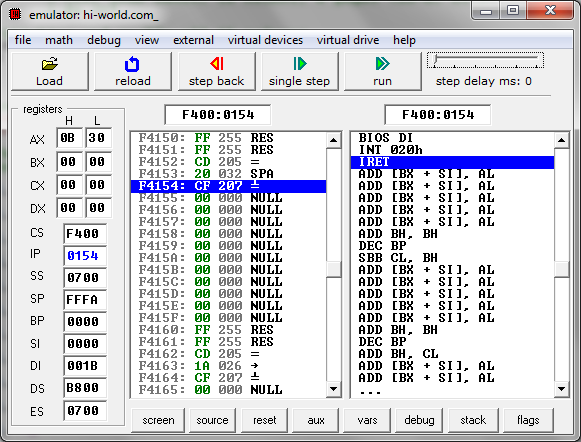 emulator: hi-world.com_
file math debug view external virtual devices virtual drive help
Load reload step back single step run step delay ms: 0
registers
H L
AX 0B 30
BX 00 00
CX 00 00
DX 00 00
CS F400
IP 0154
SS 0700
SP FFFA
BP 0000
SI 0000
DI 001B
DS B800
ES 0700
F400:0154
F4150: FF 255 RES
F4151: FF 255 RES
F4152: CD 205 =
F4153: 20 032 SPA
F4154: CF 207 ╧
F4155: 00 000 NULL
F4156: 00 000 NULL
F4157: 00 000 NULL
F4158: 00 000 NULL
F4159: 00 000 NULL
F415A: 00 000 NULL
F415B: 00 000 NULL
F415C: 00 000 NULL
F415D: 00 000 NULL
F415E: 00 000 NULL
F415F: 00 000 NULL
F4160: FF 255 RES
F4161: FF 255 RES
F4162: CD 205 =
F4163: 1A 026 →
F4164: CF 207 ╧
F4165: 00 000 NULL
F400:0154
BIOS DI
INT 020h
IRET
ADD [BX + SI], AL
ADD [BX + SI], AL
ADD [BX + SI], AL
ADD [BX + SI], AL
ADD [BX + SI], AL
ADD BH, BH
DEC BP
SBB CL, BH
ADD [BX + SI], AL
ADD [BX + SI], AL
ADD [BX + SI], AL
ADD [BX + SI], AL
ADD [BX + SI], AL
ADD BH, BH
DEC BP
ADD BH, CL
ADD [BX + SI], AL
ADD [BX + SI], AL
...
screen source reset aux vars debug stack flags